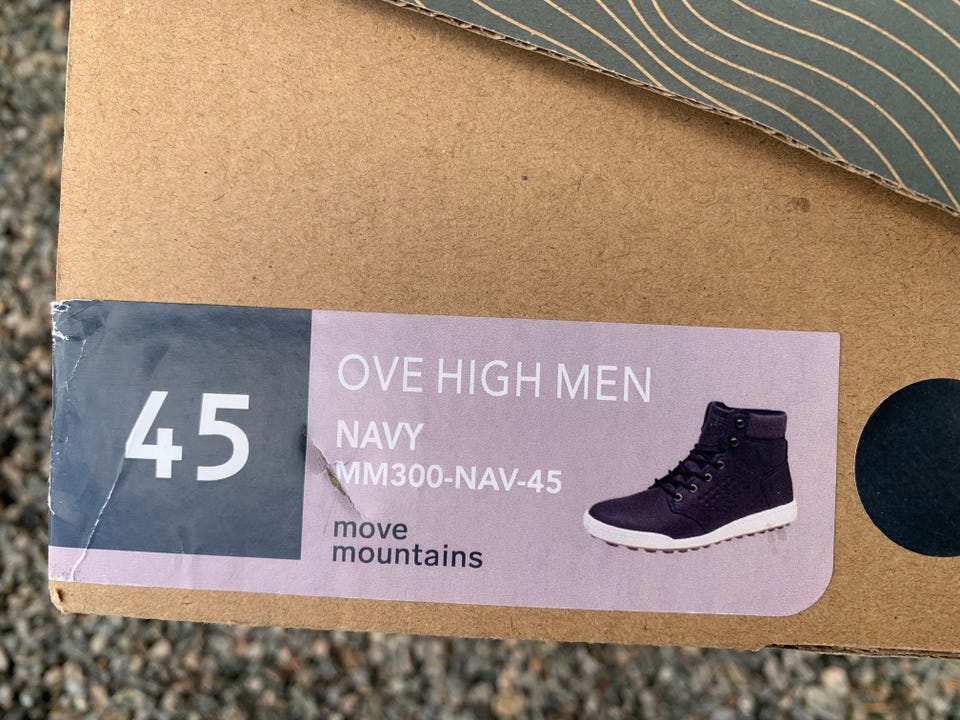 45
OVE HIGH MEN
NAVY
MM300-NAV-45
move
mountains